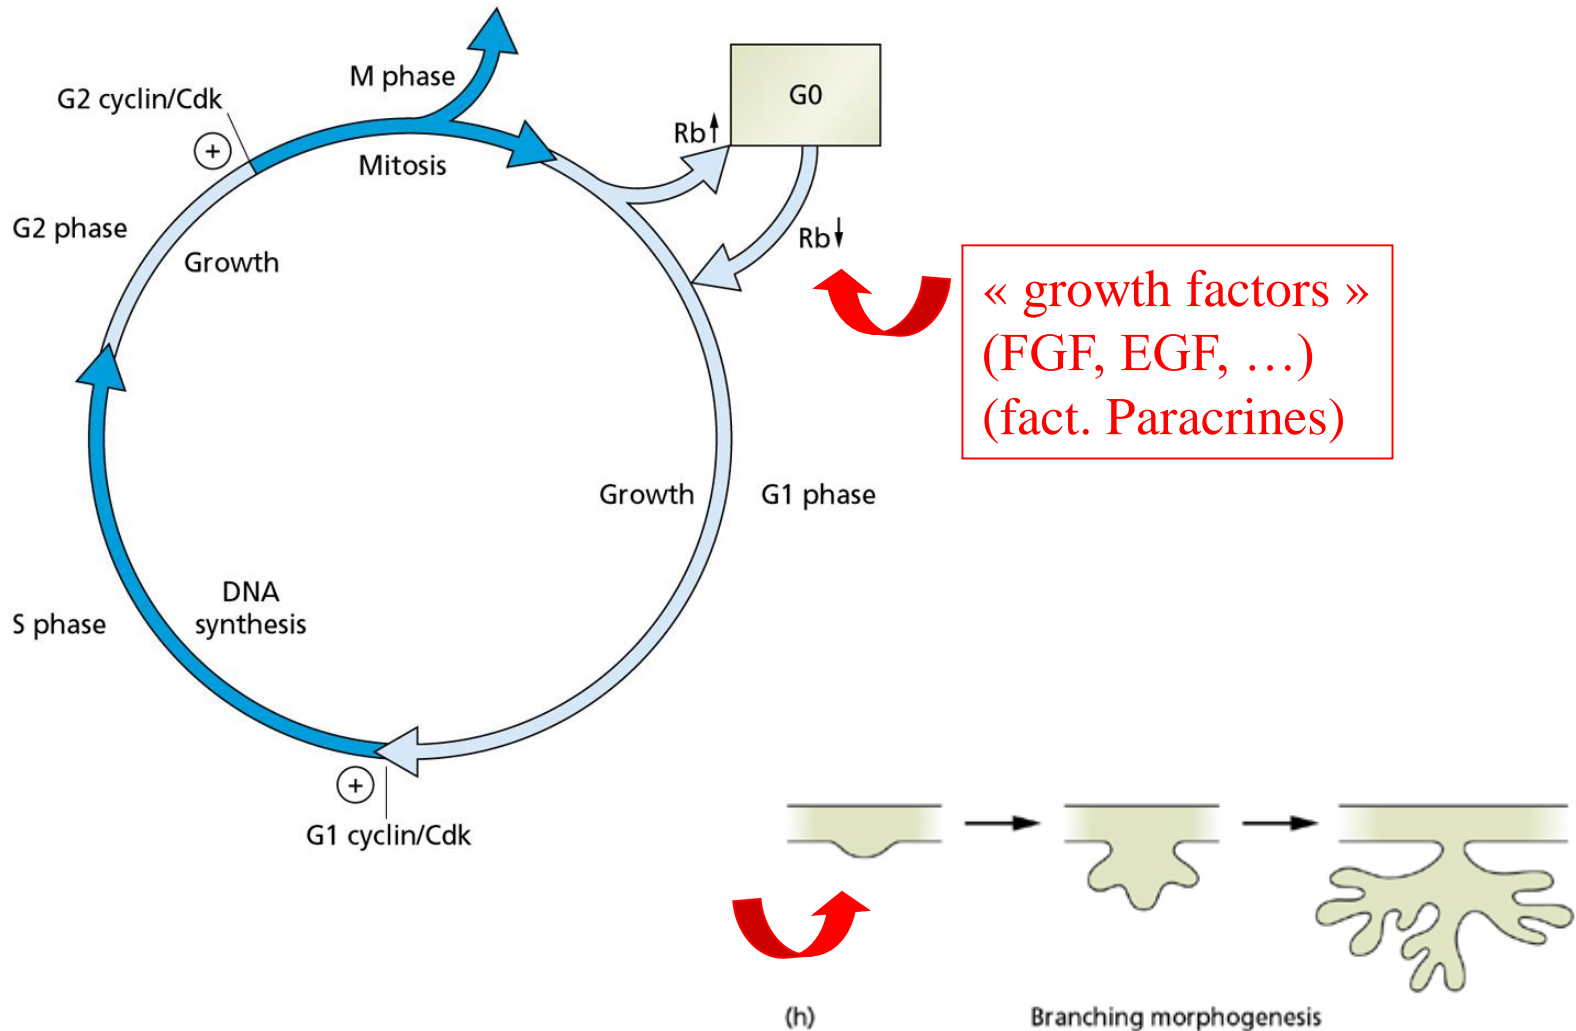 M phase
G2 cyclin/Cdk
G0
Rb↑
+
Mitosis
G2 phase
Growth
Rb↓
« growth factors »
(FGF, EGF, …)
(fact. Paracrines)
Growth
G1 phase
DNA
synthesis
S phase
+
G1 cyclin/Cdk
(h)
Branching morphogenesis